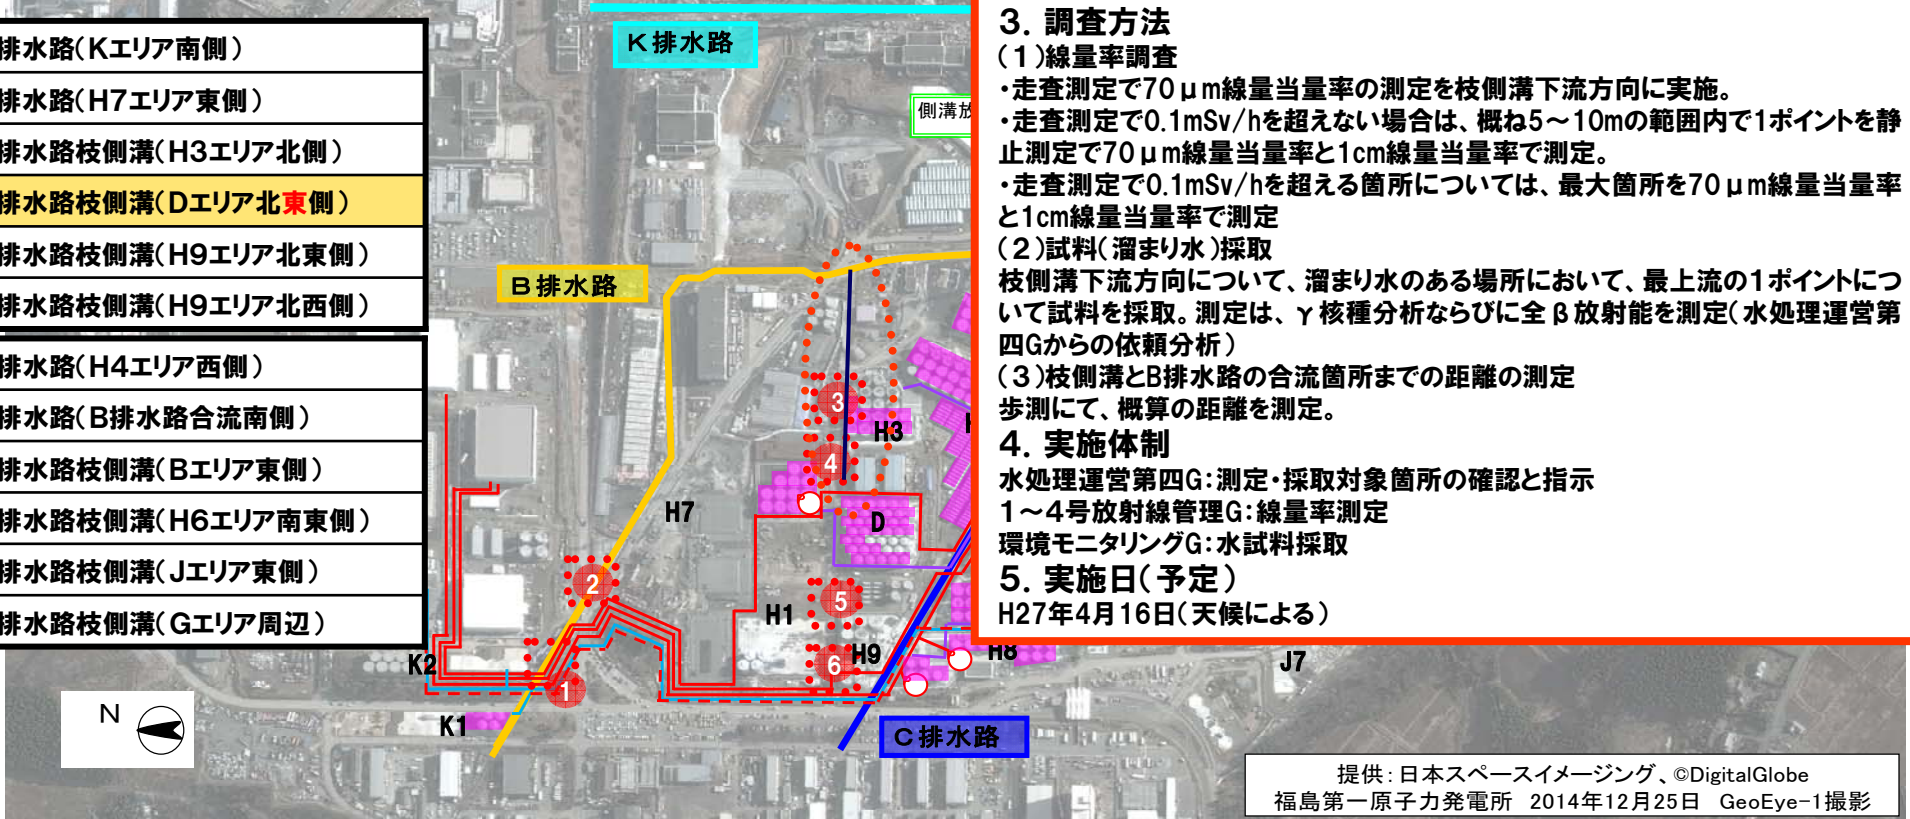 排水路(Kエリア南側)
排水路(H7エリア東側)
排水路枝側溝(H3エリア北側)
排水路枝側溝(Dエリア北東側)
排水路枝側溝(H9エリア北東側)
排水路枝側溝(H9エリア北西側)
排水路(H4エリア西側)
排水路(B排水路合流南側)
排水路枝側溝(Bエリア東側)
排水路枝側溝(H6エリア南東側)
排水路枝側溝(Jエリア東側)
排水路枝側溝(Gエリア周辺)
K排水路
側溝放
B排水路
3
H3
4
H7
D
2
H1
5
H9
6
H8
K2
1
K1
J7
N
C排水路
3.調査方法
(1)線量率調査
・走査測定で70μm線量当量率の測定を枝側溝下流方向に実施。
・走査測定で0.1mSv/hを超えない場合は、概ね5～10mの範囲内で1ポイントを静
止測定で70μm線量当量率と1cm線量当量率で測定。
・走査測定で0.1mSv/hを超える箇所については、最大箇所を70μm線量当量率
と1cm線量当量率で測定
(2)試料(溜まり水)採取
枝側溝下流方向について、溜まり水のある場所において、最上流の1ポイントにつ
いて試料を採取。測定は、γ核種分析ならびに全β放射能を測定(水処理運営第
四Gからの依頼分析)
(3)枝側溝とB排水路の合流箇所までの距離の測定
歩測にて、概算の距離を測定。
4.実施体制
水処理運営第四G:測定・採取対象箇所の確認と指示
1～4号放射線管理G:線量率測定
環境モニタリングG:水試料採取
5.実施日(予定)
H27年4月16日(天候による)
提供:日本スペースイメージング、©DigitalGlobe
福島第一原子力発電所 2014年12月25日 GeoEye-1撮影